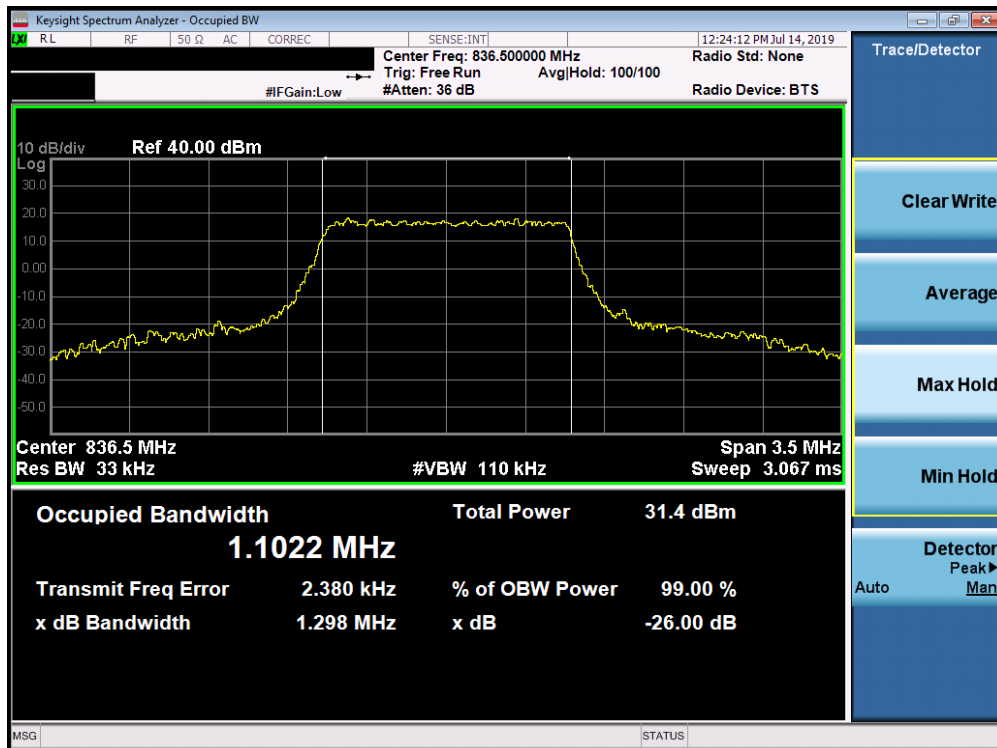 Keysight Spectrum Analyzer - Occupied BW
LXI RL RF 50 Ω AC CORREC SENSE:INT 12:24:12 PM Jul 14, 2019
Center Freq: 836.500000 MHz Radio Std: None
Trig: Free Run Avg|Hold: 100/100
#IFGain:Low #Atten: 36 dB Radio Device: BTS
Trace/Detector
10 dB/div Ref 40.00 dBm
Log
30.0
20.0
10.0
0.00
-10.0
-20.0
-30.0
-40.0
-50.0
Center 836.5 MHz Span 3.5 MHz
Res BW 33 kHz #VBW 110 kHz Sweep 3.067 ms
Occupied Bandwidth Total Power 31.4 dBm
1.1022 MHz
Transmit Freq Error 2.380 kHz % of OBW Power 99.00 %
x dB Bandwidth 1.298 MHz x dB -26.00 dB
Clear Write
Average
Max Hold
Min Hold
Detector
Peak▶
Auto Man
MSG STATUS